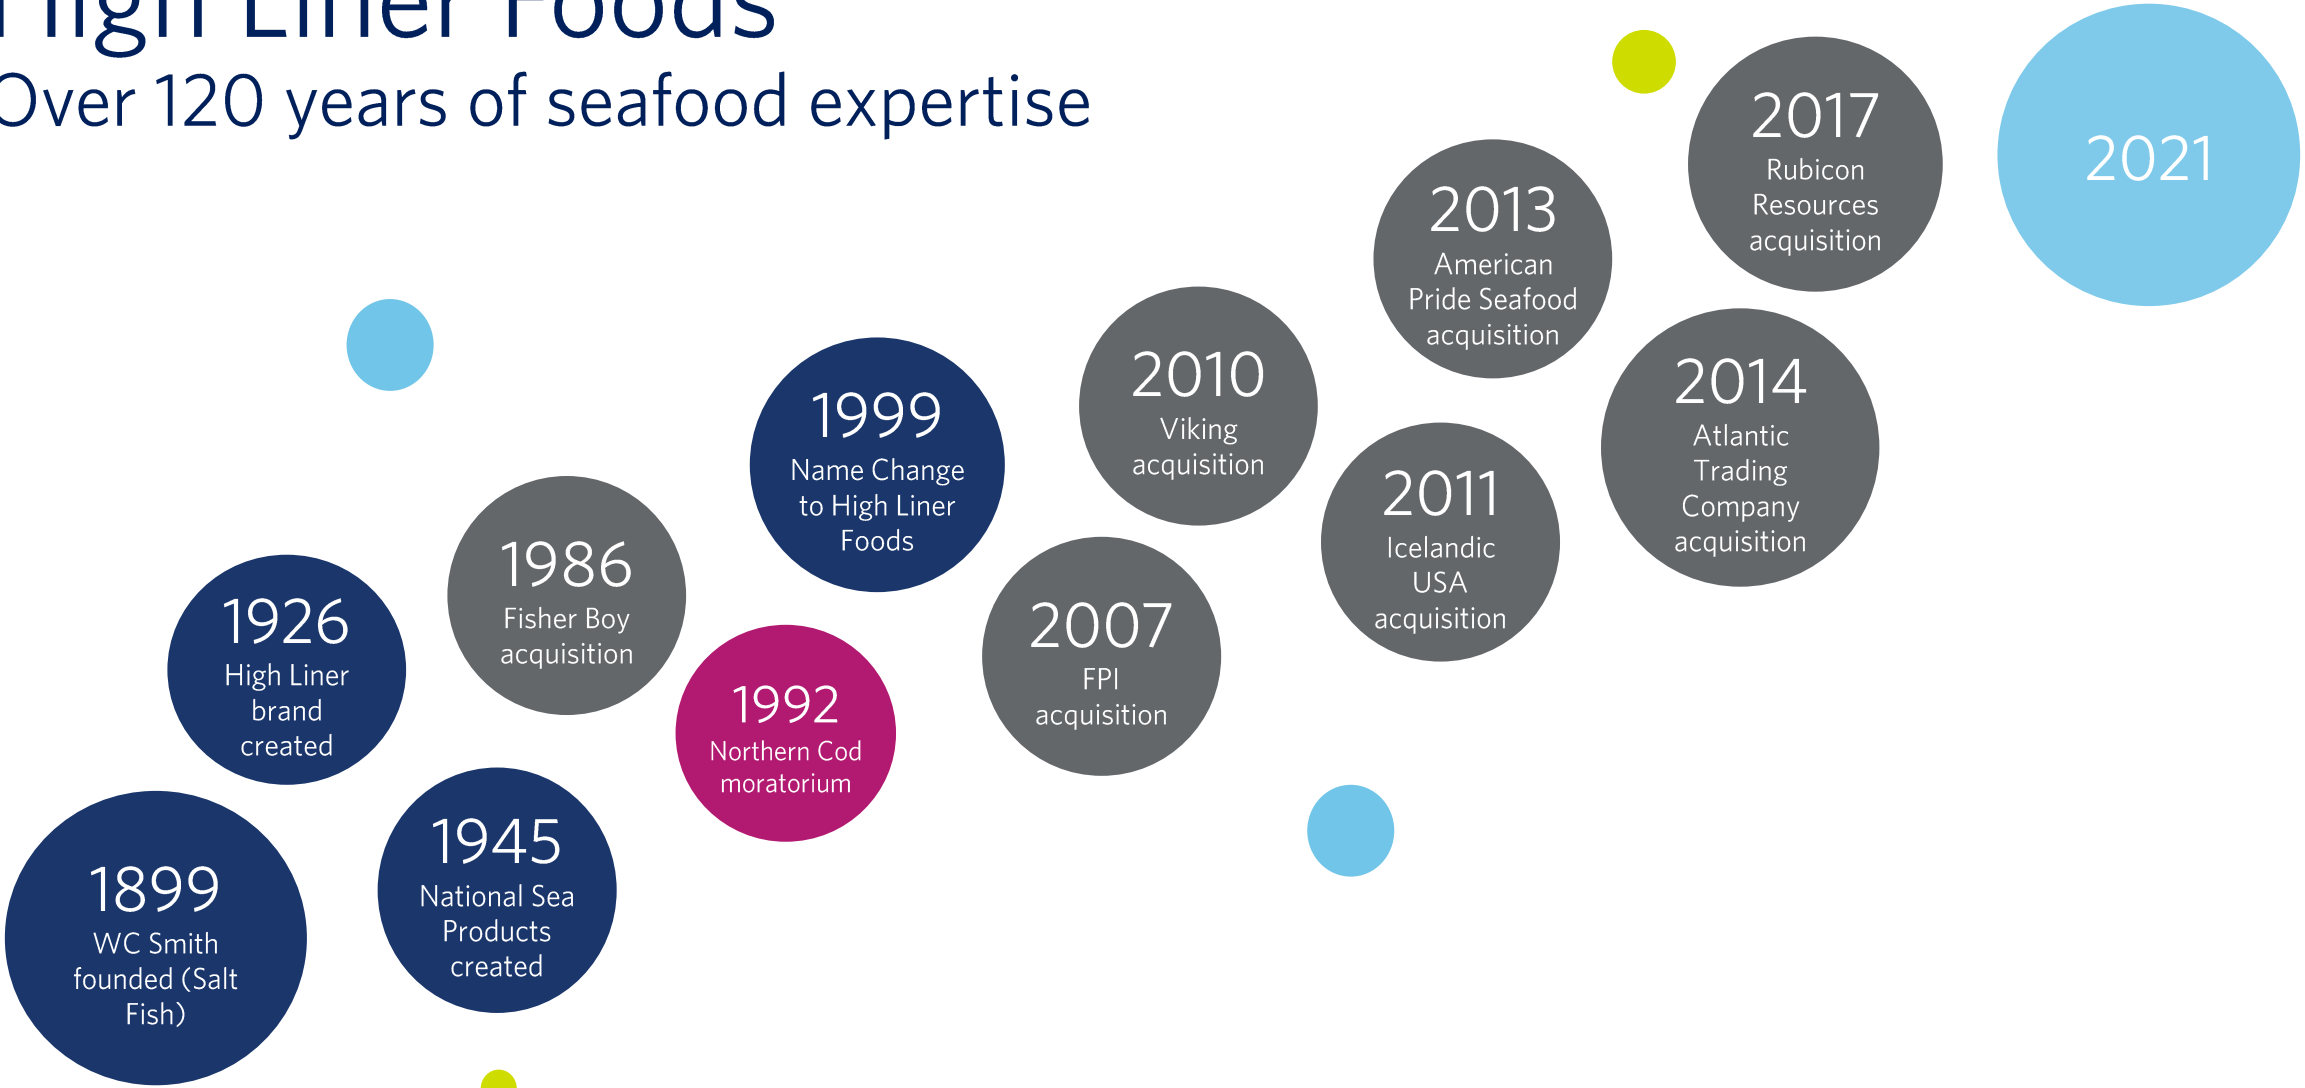 High Liner Foods
Over 120 years of seafood expertise
1899
WC Smith
founded (Salt
Fish)
1926
High Liner
brand
created
1945
National Sea
Products
created
1986
Fisher Boy
acquisition
1992
Northern Cod
moratorium
1999
Name Change
to High Liner
Foods
2007
FPI
acquisition
2010
Viking
acquisition
2011
Icelandic
USA
acquisition
2013
American
Pride Seafood
acquisition
2014
Atlantic
Trading
Company
acquisition
2017
Rubicon
Resources
acquisition
2021